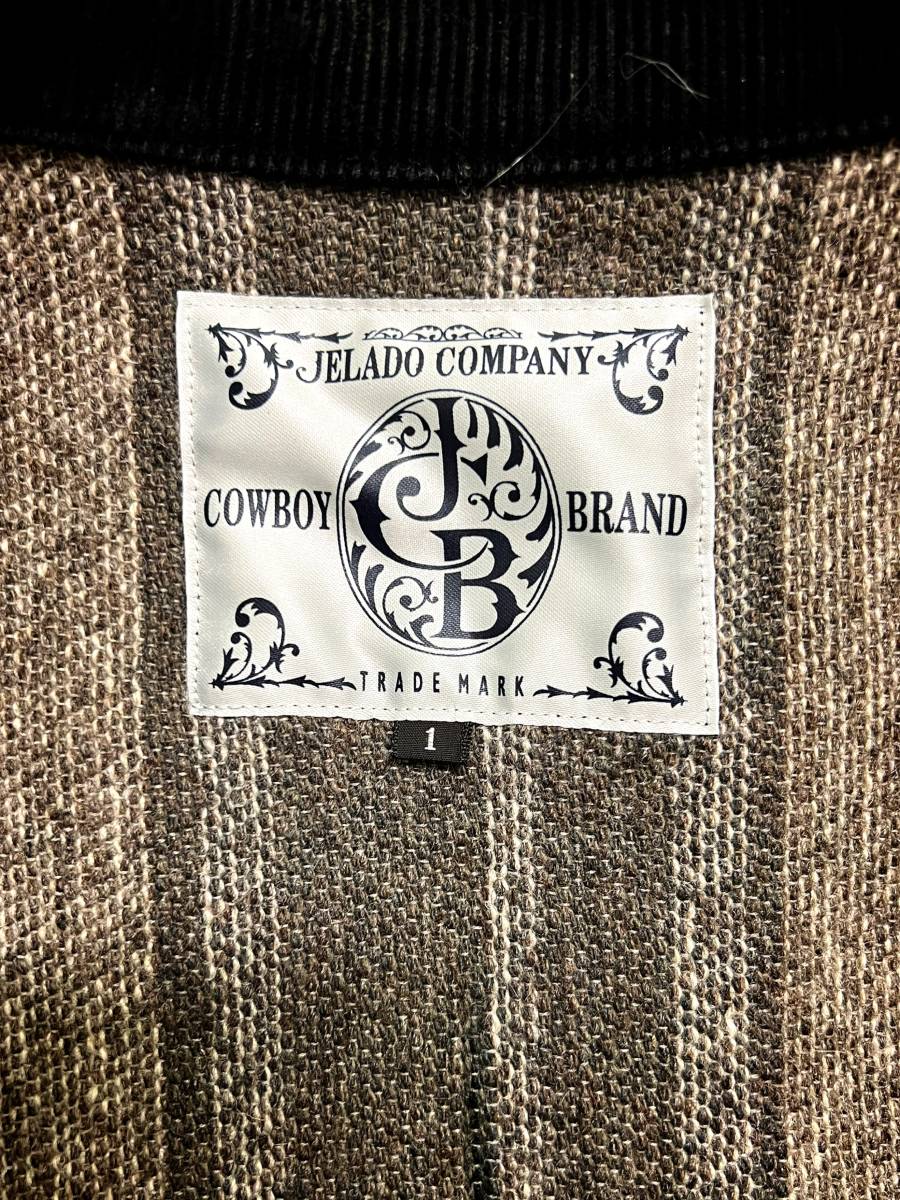 JELADO COMPANY
COWBOY JCB BRAND
TRADE MARK
1